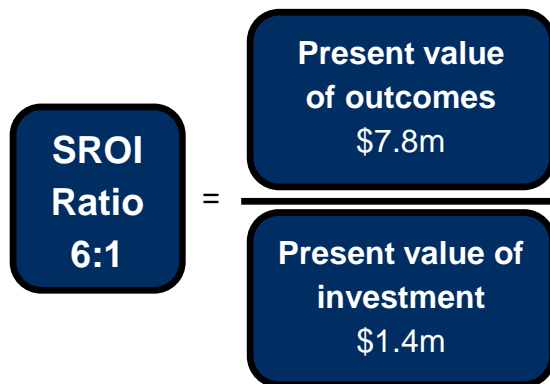 SROI
Ratio
6:1
=
Present value
of outcomes
$7.8m
Present value of
investment
$1.4m